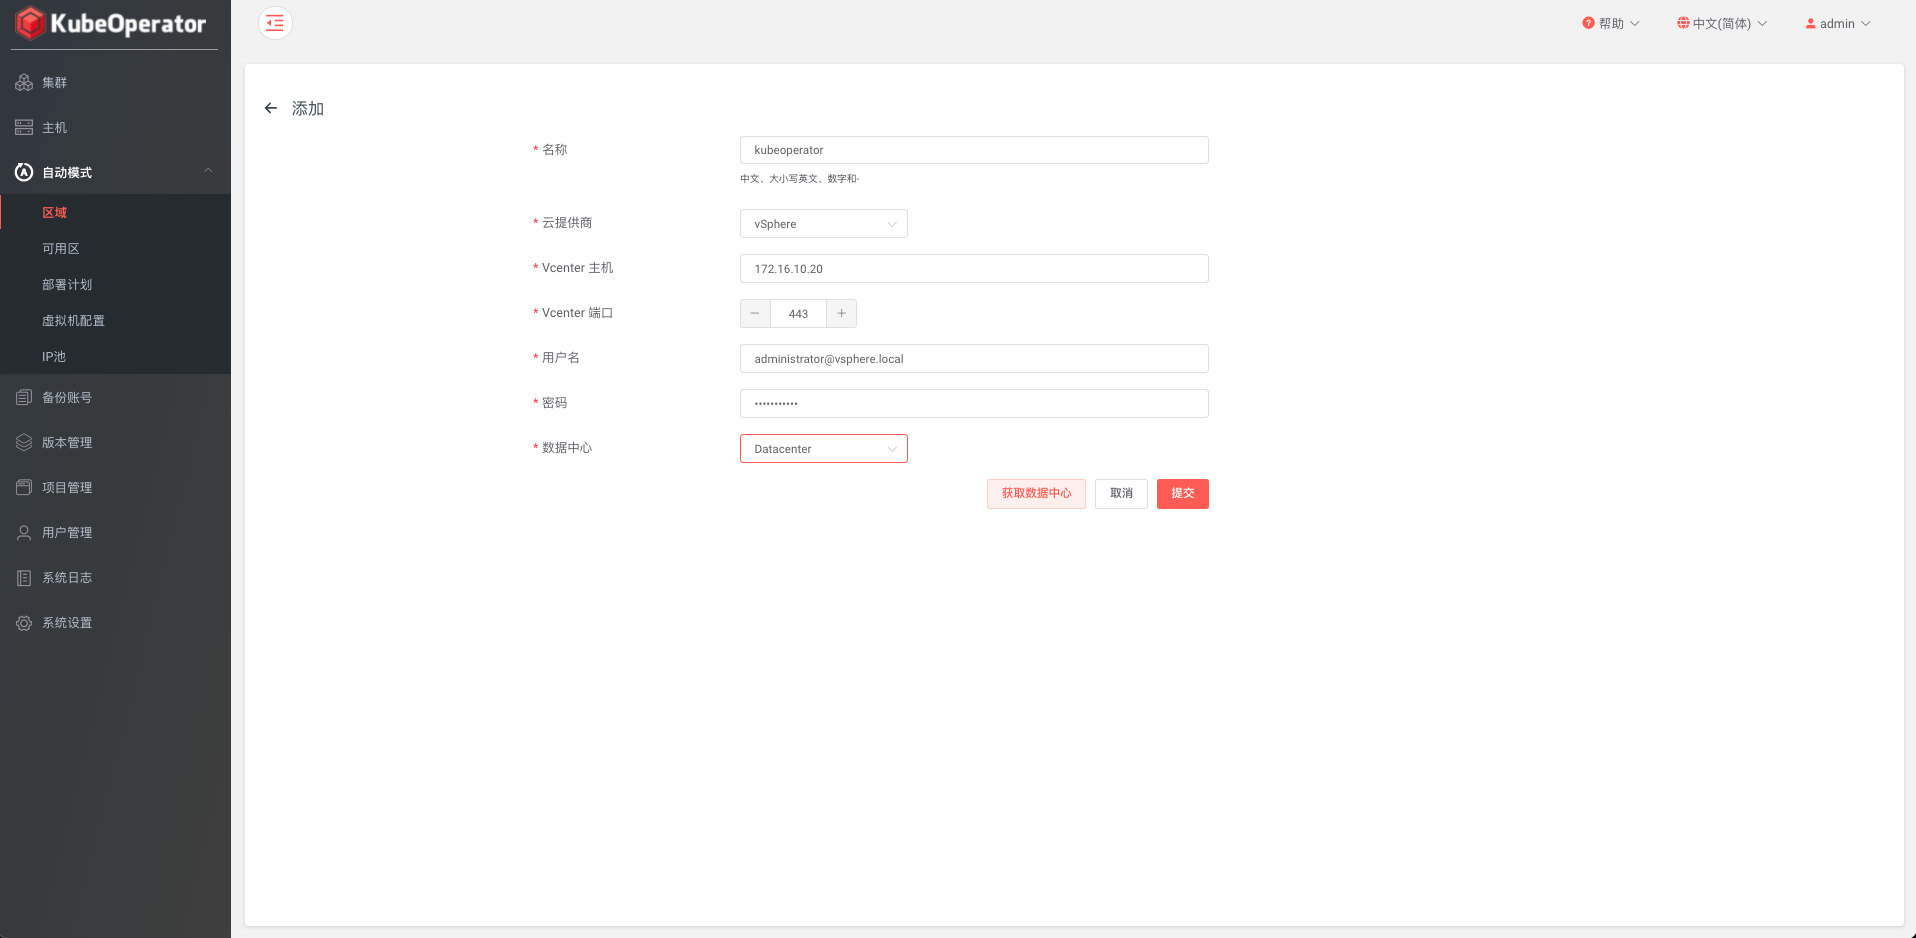 KubeOperator
帮助
中文(简体)
admin
集群
主机
自动模式
区域
可用区
部署计划
虚拟机配置
IP池
备份账号
版本管理
项目管理
用户管理
系统日志
系统设置
添加
* 名称
kubeoperator
中文、大小写英文、数字和-
* 云提供商
vSphere
* Vcenter 主机
172.16.10.20
* Vcenter 端口
443
* 用户名
administrator@vsphere.local
* 密码
•••••••••••
* 数据中心
Datacenter
获取数据中心
取消
提交